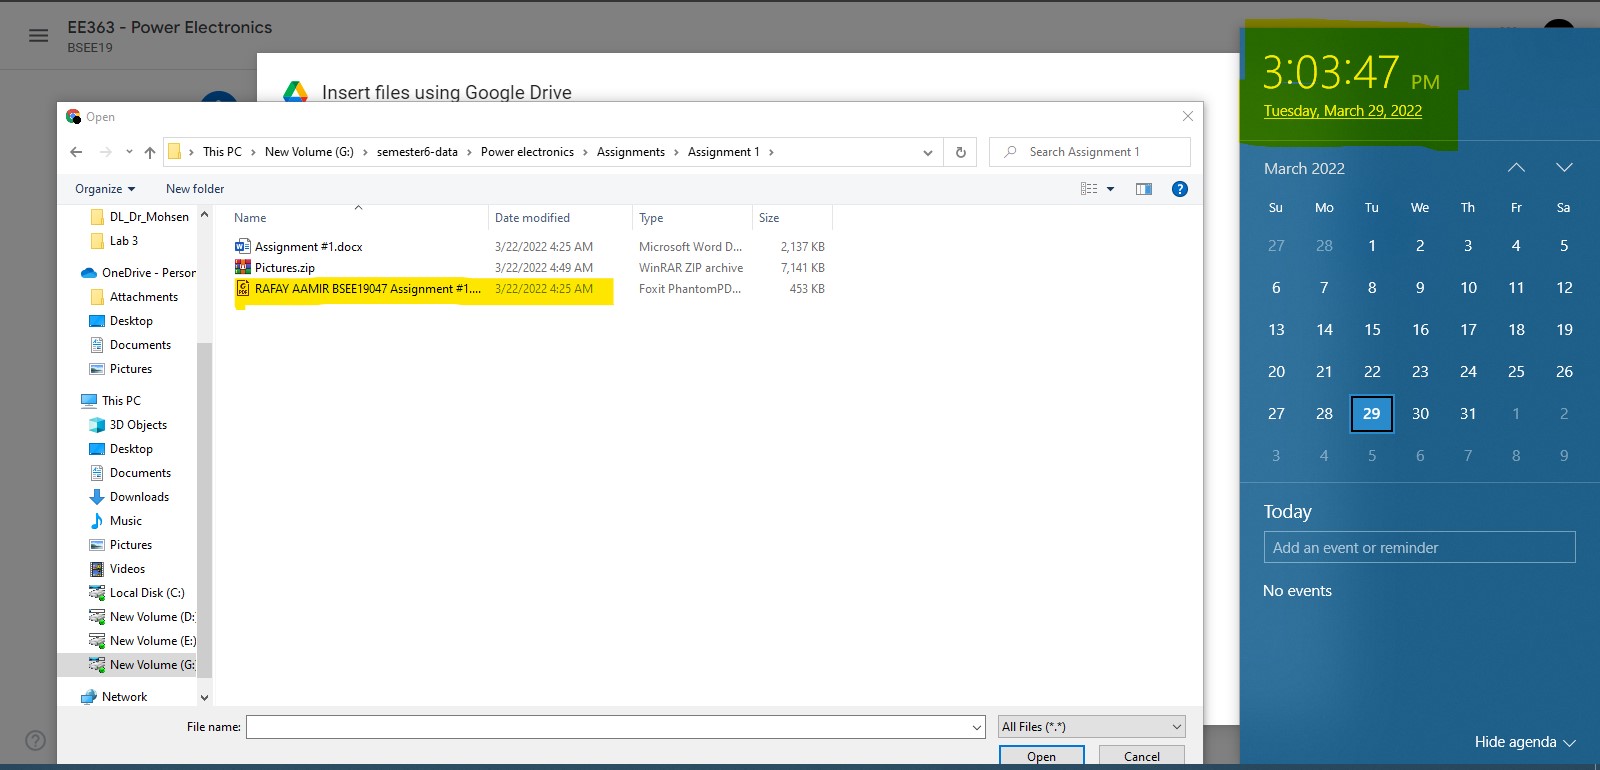 EE363 - Power Electronics
BSEE19
Insert files using Google Drive
Open
This PC > New Volume (G:) > semester6-data > Power electronics > Assignments > Assignment 1 >
Search Assignment 1
Organize
New folder
Name
Date modified
Type
Size
Assignment #1.docx 3/22/2022 4:25 AM Microsoft Word D... 2,137 KB
Pictures.zip 3/22/2022 4:49 AM WinRAR ZIP archive 7,141 KB
RAFAY AAMIR BSEE19047 Assignment #1.... 3/22/2022 4:25 AM Foxit PhantomPD... 453 KB
DL_Dr_Mohsen
Lab 3
OneDrive - Person
Attachments
Desktop
Documents
Pictures
This PC
3D Objects
Desktop
Documents
Downloads
Music
Pictures
Videos
Local Disk (C:)
New Volume (D:
New Volume (E:)
New Volume (G:
Network
File name:
All Files (*.*)
Open
Cancel
3:03:47 PM
Tuesday, March 29, 2022
March 2022
Su Mo Tu We Th Fr Sa
27 28 1 2 3 4 5
6 7 8 9 10 11 12
13 14 15 16 17 18 19
20 21 22 23 24 25 26
27 28 29 30 31 1 2
3 4 5 6 7 8 9
Today
Add an event or reminder
No events
Hide agenda